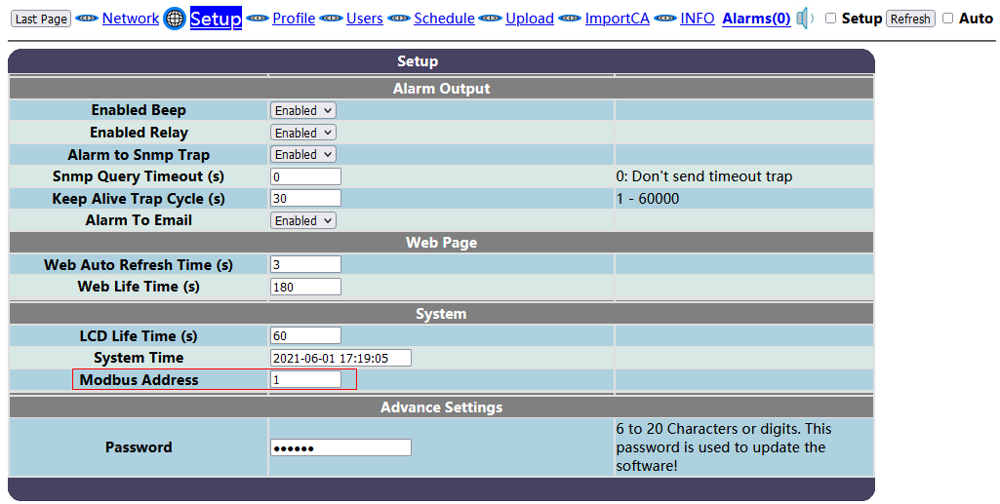 Last Page Network Setup Profile Users Schedule Upload ImportCA INFO Alarms(0) Setup Refresh Auto
Setup
Alarm Output
Enabled Beep Enabled
Enabled Relay Enabled
Alarm to Snmp Trap Enabled
Snmp Query Timeout (s) 0 0: Don't send timeout trap
Keep Alive Trap Cycle (s) 30 1 - 60000
Alarm To Email Enabled
Web Page
Web Auto Refresh Time (s) 3
Web Life Time (s) 180
System
LCD Life Time (s) 60
System Time 2021-06-01 17:19:05
Modbus Address 1
Advance Settings
Password ●●●●●● 6 to 20 Characters or digits. This
password is used to update the
software!